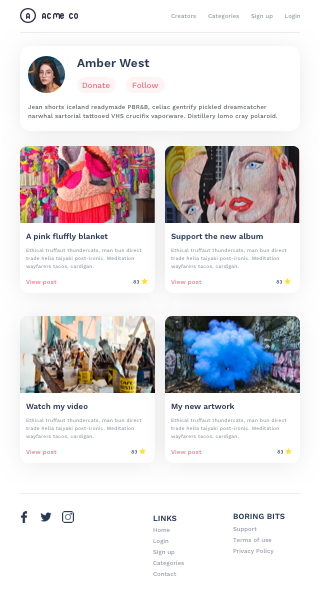 A ACME CO
Creators Categories Sign up Login
Amber West
Donate Follow
Jean shorts iceland readymade PBR&B, celiac gentrify pickled dreamcatcher
narwhal sartorial tattooed VHS crucifix vaporware. Distillery lomo cray polaroid.
A pink fluffly blanket
Ethical truffaut thundercats, man bun direct
trade hella taiyaki post-ironic. Meditation
wayfarers tacos, cardigan.
View post 83
Support the new album
Ethical truffaut thundercats, man bun direct
trade hella taiyaki post-ironic. Meditation
wayfarers tacos, cardigan.
View post 83
Watch my video
Ethical truffaut thundercats, man bun direct
trade hella taiyaki post-ironic. Meditation
wayfarers tacos, cardigan.
View post 83
My new artwork
Ethical truffaut thundercats, man bun direct
trade hella taiyaki post-ironic. Meditation
wayfarers tacos, cardigan.
View post 83
LINKS
Home
Login
Sign up
Categories
Contact
BORING BITS
Support
Terms of use
Privacy Policy